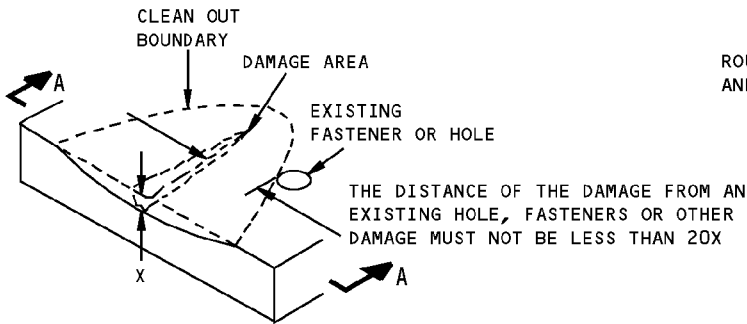 CLEAN OUT
BOUNDARY
DAMAGE AREA
A
EXISTING
FASTENER OR HOLE
THE DISTANCE OF THE DAMAGE FROM AN
EXISTING HOLE, FASTENERS OR OTHER
DAMAGE MUST NOT BE LESS THAN 20X
X
A